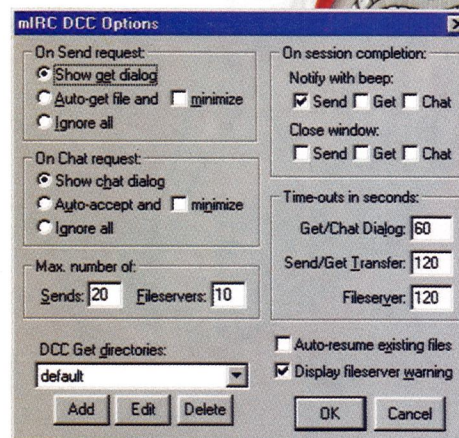 mIRC DCC Options
On Send request:
Show get dialog
Auto-get file and minimize
Ignore all
On Chat request:
Show chat dialog
Auto-accept and minimize
Ignore all
Max. number of:
Sends: 20 Fileservers: 10
DCC Get directories:
default
Add Edit Delete
On session completion:
Notify with beep:
Send Get Chat
Close window:
Send Get Chat
Time-outs in seconds:
Get/Chat Dialog: 60
Send/Get Transfer: 120
Fileserver: 120
Auto-resume existing files
Display fileserver warning
OK Cancel